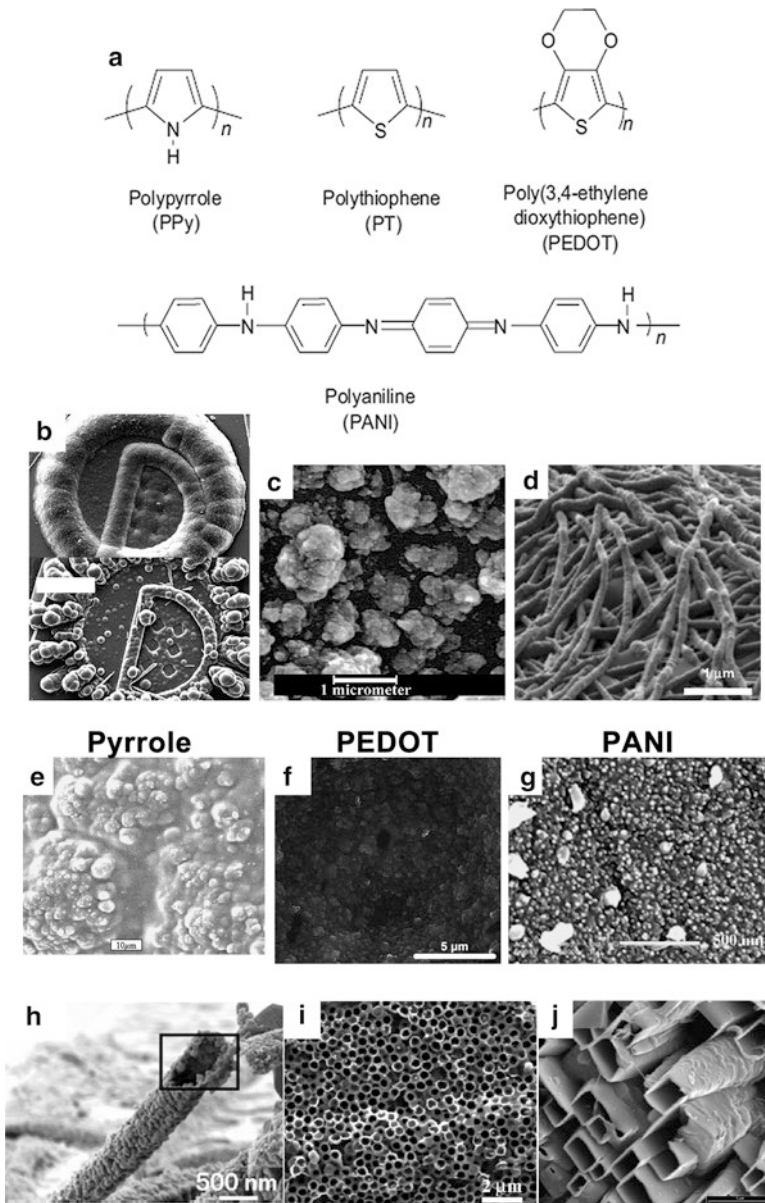 a
N
H
n
S
n
O O
S
n
Polypyrrole
(PPy)
Polythiophene
(PT)
Poly(3,4-ethylene
dioxythiophene)
(PEDOT)
H
N
N
N
H
N
n
Polyaniline
(PANI)
b
c
d
1 micrometer
1 µm
Pyrrole PEDOT PANI
e
f
g
10µm
5 µm
500 nm
h
i
j
500 nm
2 µm